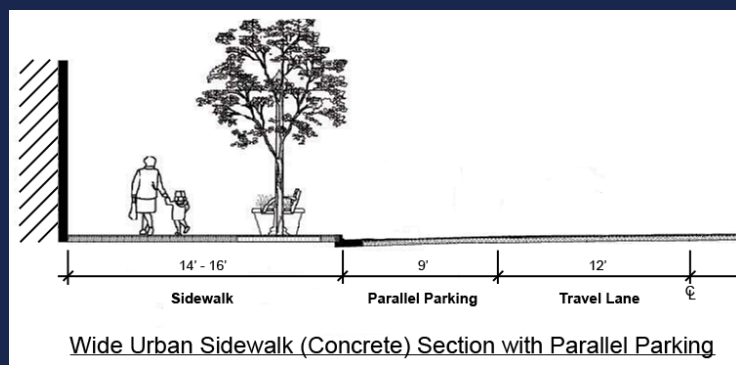 14' - 16'
9'
12'
Sidewalk
Parallel Parking
Travel Lane
℄
Wide Urban Sidewalk (Concrete) Section with Parallel Parking